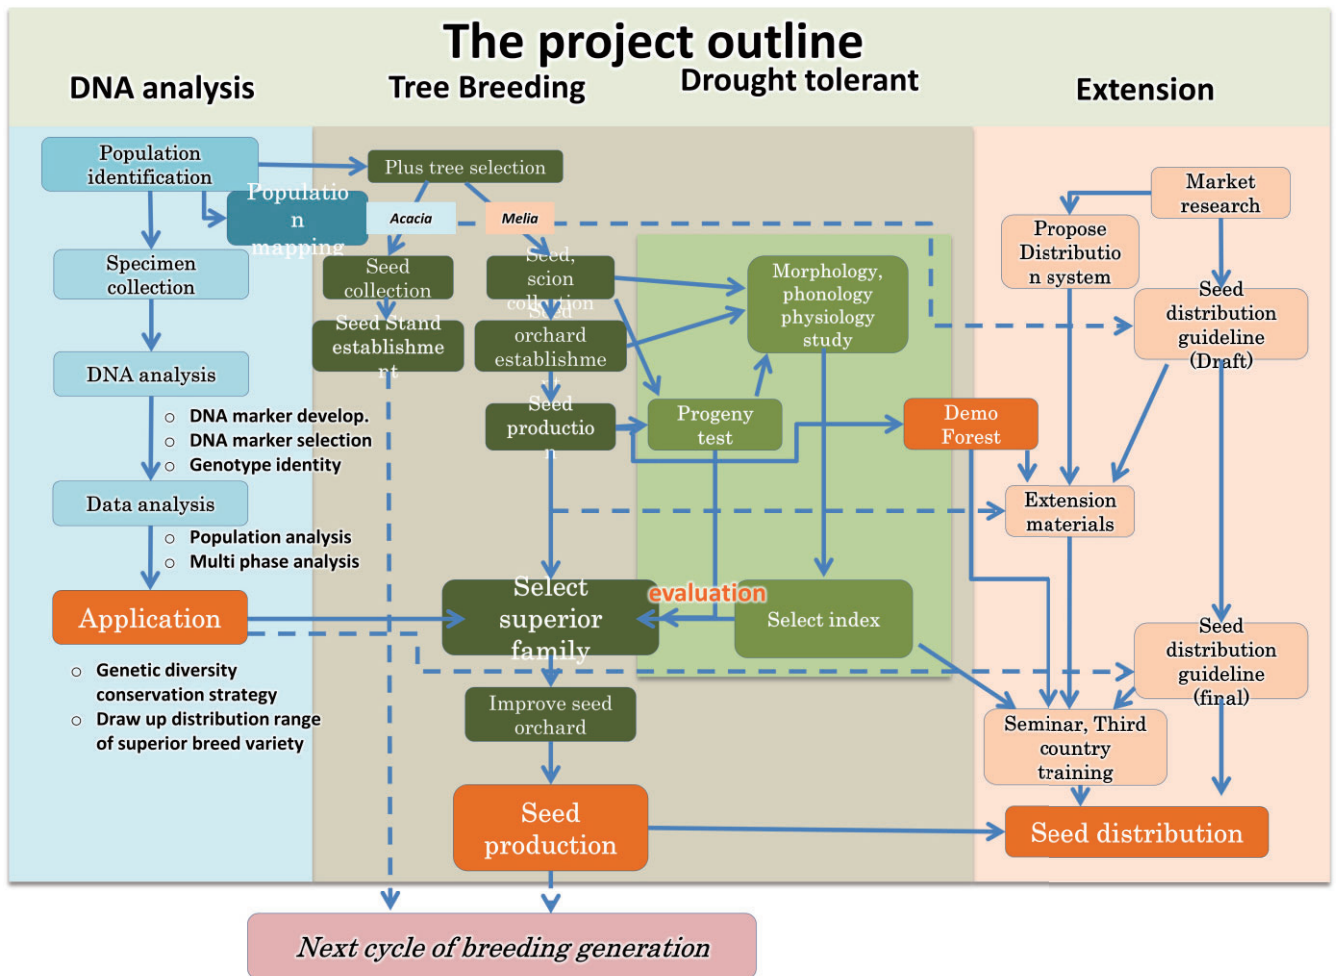 The project outline
DNA analysis
Tree Breeding
Drought tolerant
Extension
Population
identification
Populatio
n
mapping
Specimen
collection
DNA analysis
o DNA marker develop.
o DNA marker selection
o Genotype identity
Data analysis
o Population analysis
o Multi phase analysis
Application
o Genetic diversity
conservation strategy
o Draw up distribution range
of superior breed variety
Plus tree selection
Acacia
Melia
Seed
collection
Seed Stand
establishme
nt
Seed,
scion
collection
Seed
orchard
establishme
Seed
productio
n
Select
superior
family
Improve seed
orchard
Seed
production
Morphology,
phonology
physiology
study
Progeny
test
evaluation
Select index
Demo
Forest
Market
research
Propose
Distributio
n system
Seed
distribution
guideline
(Draft)
Extension
materials
Seed
distribution
guideline
(final)
Seminar, Third
country
training
Seed distribution
Next cycle of breeding generation